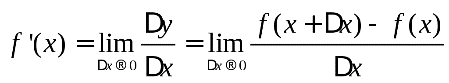 f '(x) = lim Dx®0 Dy/Dx = lim Dx®0 f(x + Dx) - f(x)/Dx